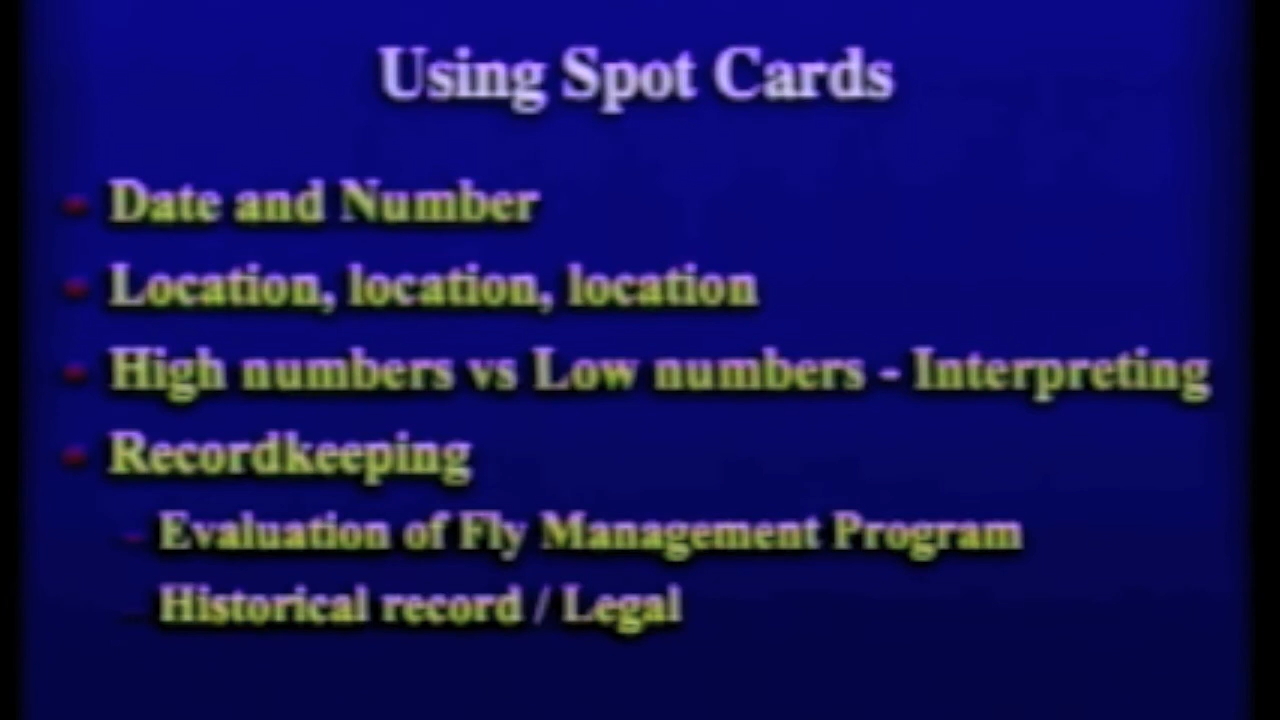 Using Spot Cards
- Date and Number
- Location, location, location
- High numbers vs Low numbers - Interpreting
- Recordkeeping
- Evaluation of Fly Management Program
- Historical record / Legal